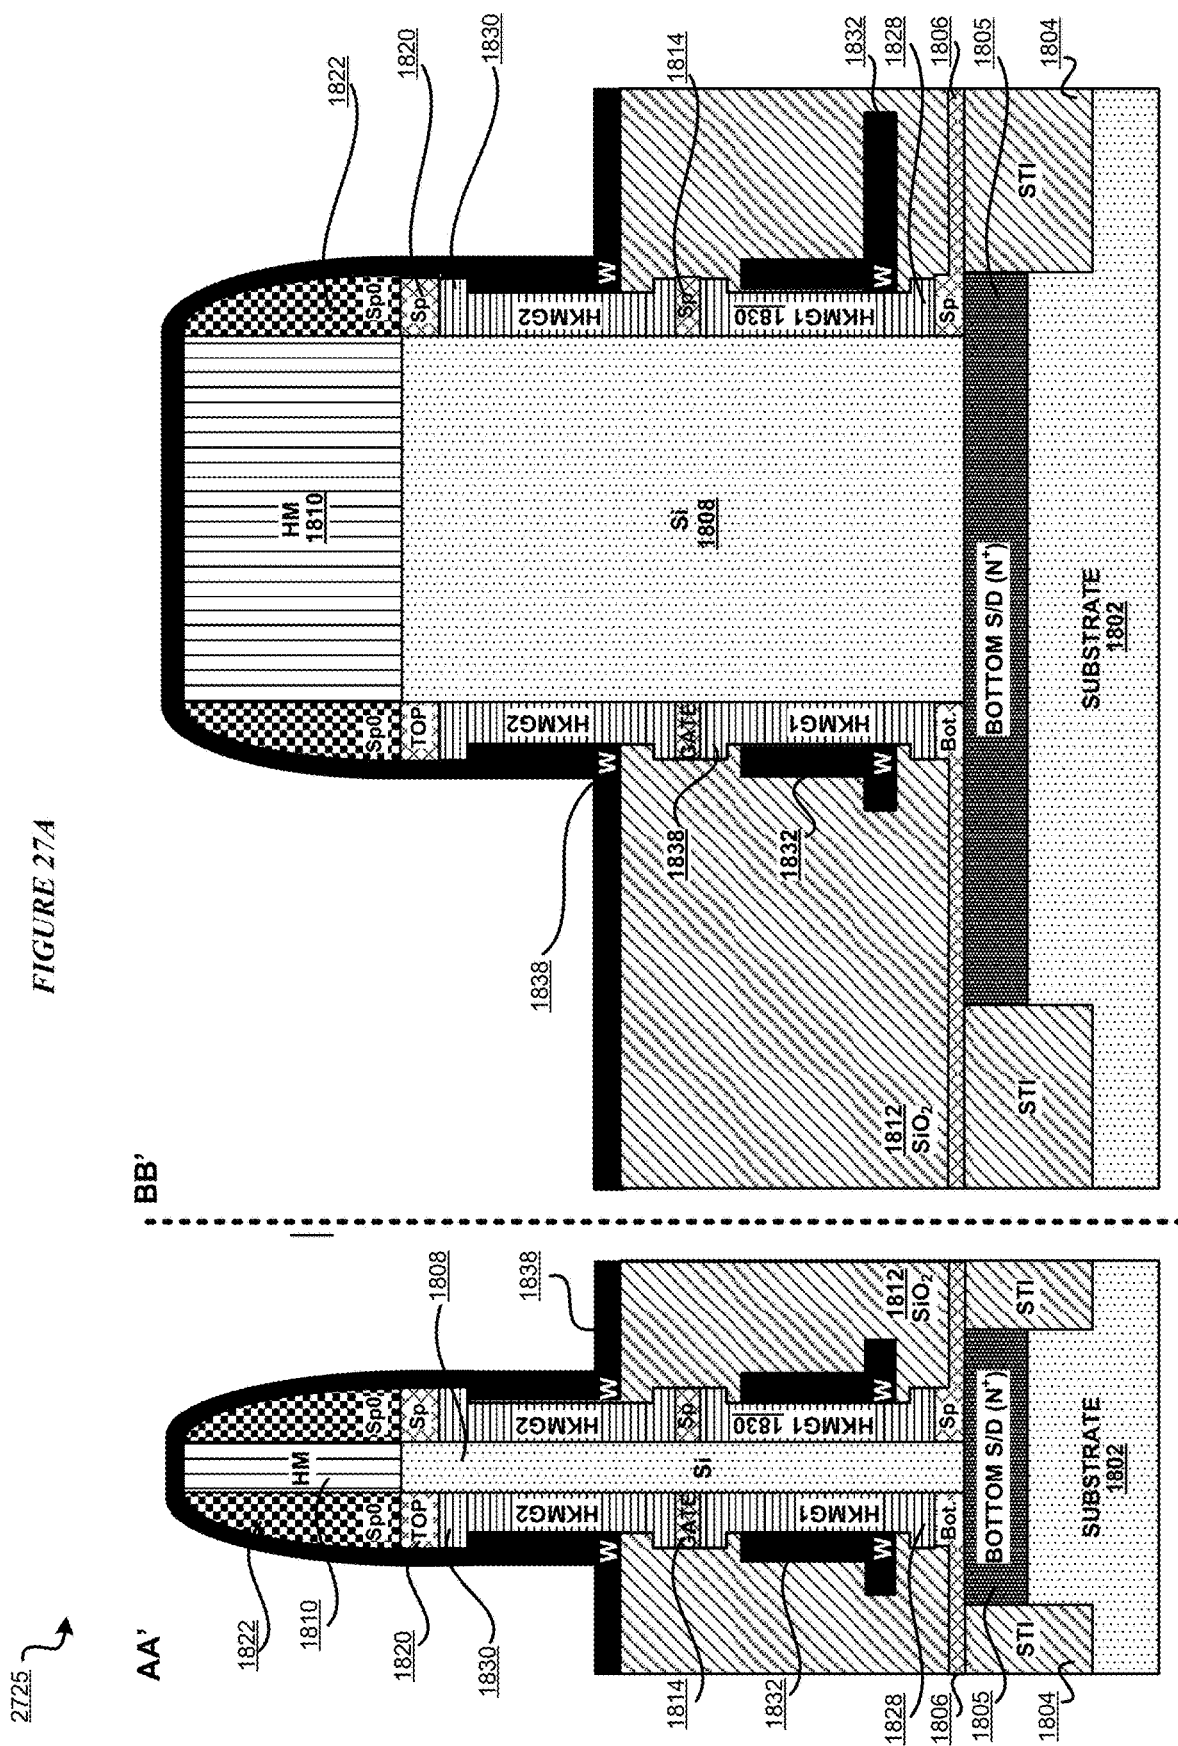 FIGURE 27A
2725
AA'
BB'
1822
1810
1820
1830
1814
1832
1828
1806
1805
1804
1808
1838
Sp0
HM
Sp0
TOP
Sp
HKMG2
HKMG2
W
W
GATE
Si
Sp
HKMG1
HKMG1 1830
W
W
1812
SiO2
Bot.
Sp
STI
BOTTOM S/D (N+)
STI
SUBSTRATE
1802
1838
1822
1820
1830
1814
1832
1828
1806
1805
1804
Sp0
HM
1810
Sp0
TOP
Sp
HKMG2
HKMG2
W
W
GATE
1838
Si
1808
Sp
HKMG1
1832
HKMG1 1830
W
W
1812
SiO2
Bot.
Sp
STI
BOTTOM S/D (N+)
STI
SUBSTRATE
1802